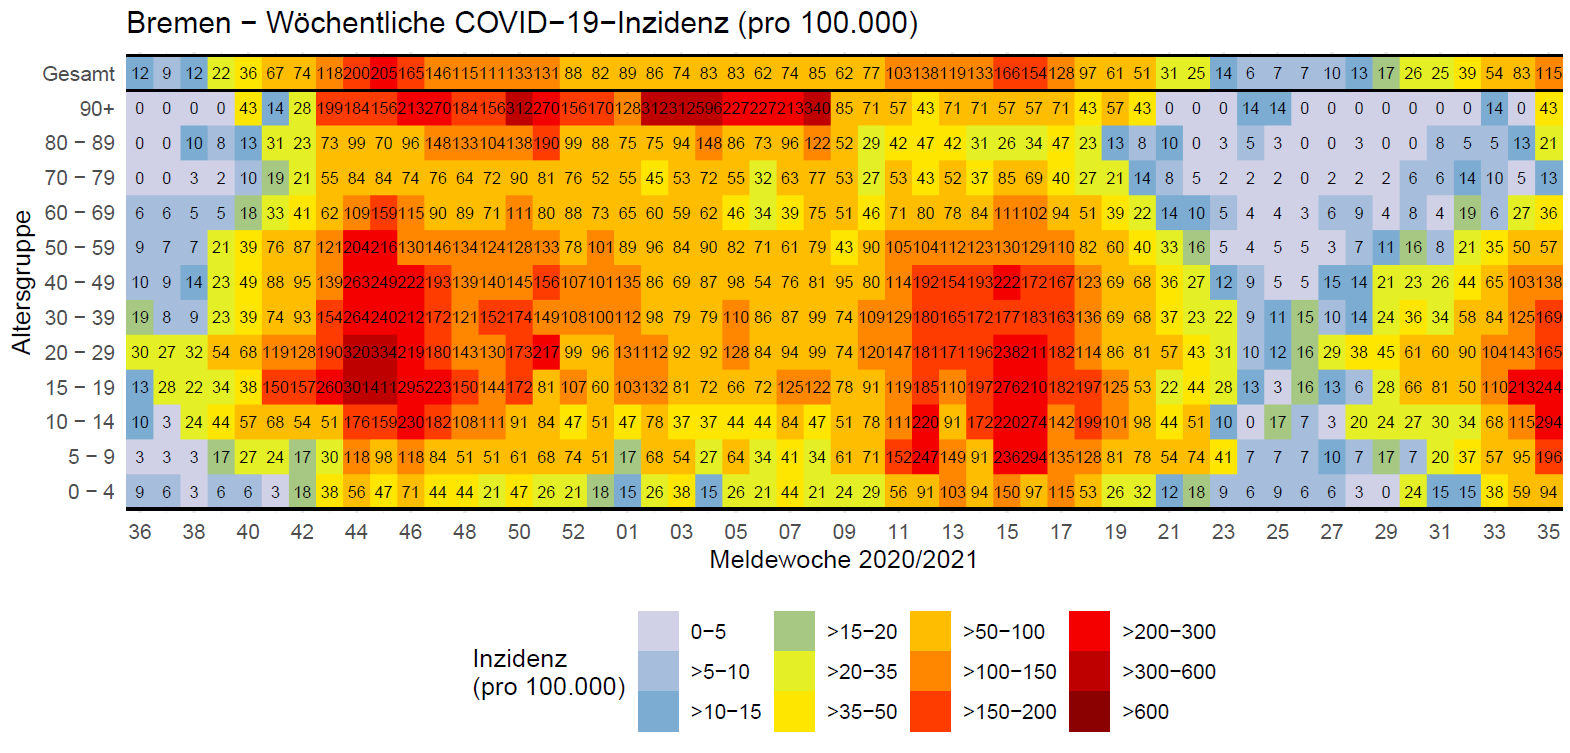 Bremen − Wöchentliche COVID−19−Inzidenz (pro 100.000)
Gesamt 12 9 12 22 36 67 74 118 200 205 165 146 115 111 133 131 88 82 89 86 74 83 83 62 74 85 62 77 103 138 119 133 166 154 128 97 61 51 31 25 14 6 7 7 10 13 17 26 25 39 54 83 115
90+ 0 0 0 0 43 14 28 199 184 156 213 270 184 156 312 270 156 170 128 312 312 596 227 227 213 340 85 71 57 43 71 71 57 57 71 43 57 43 0 0 0 14 14 0 0 0 0 0 0 0 14 0 43
80 − 89 0 0 10 8 13 31 23 73 99 70 96 148 133 104 138 190 99 88 75 75 94 148 86 73 96 122 52 29 42 47 42 31 26 34 47 23 13 8 10 0 3 5 3 0 0 3 0 0 8 5 5 13 21
70 − 79 0 0 3 2 10 19 21 55 84 84 74 76 64 72 90 81 76 52 55 45 53 72 55 32 63 77 53 27 53 43 52 37 85 69 40 27 21 14 8 5 2 2 2 0 2 2 2 6 6 14 10 5 13
60 − 69 6 6 5 5 18 33 41 62 109 159 115 90 89 71 111 80 88 73 65 60 59 62 46 34 39 75 51 46 71 80 78 84 111 102 94 51 39 22 14 10 5 4 4 3 6 9 4 8 4 19 6 27 36
50 − 59 9 7 7 21 39 76 87 121 204 216 130 146 134 124 128 133 78 101 89 96 84 90 82 71 61 79 43 90 105 104 112 123 130 129 110 82 60 40 33 16 5 4 5 5 3 7 11 16 8 21 35 50 57
40 − 49 10 9 14 23 49 88 95 139 263 249 222 193 139 140 145 156 107 101 135 86 69 87 98 54 76 81 95 80 114 192 154 193 222 172 167 123 69 68 36 27 12 9 5 5 15 14 21 23 26 44 65 103 138
30 − 39 19 8 9 23 39 74 93 154 264 240 212 172 121 152 174 149 108 100 112 98 79 79 110 86 87 99 74 109 129 180 165 172 177 183 163 136 69 68 37 23 22 9 11 15 10 14 24 36 34 58 84 125 169
20 − 29 30 27 32 54 68 119 128 190 320 334 219 180 143 130 173 217 99 96 131 112 92 92 128 84 94 99 74 120 147 181 171 196 238 211 182 114 86 81 57 43 31 10 12 16 29 38 45 61 60 90 104 143 165
15 − 19 13 28 22 34 38 150 157 260 301 411 295 223 150 144 172 81 107 60 103 132 81 72 66 72 125 122 78 91 119 185 110 197 276 210 182 197 125 53 22 44 28 13 3 16 13 6 28 66 81 50 110 213 244
10 − 14 10 3 24 44 57 68 54 51 176 159 230 182 108 111 91 84 47 51 47 78 37 37 44 44 84 47 51 78 111 220 91 172 220 274 142 199 101 98 44 51 10 0 17 7 3 20 24 27 30 34 68 115 294
5 − 9 3 3 3 17 27 24 17 30 118 98 118 84 51 51 61 68 74 51 17 68 54 27 64 34 41 34 61 71 152 247 149 91 236 294 135 128 81 78 54 74 41 7 7 7 10 7 17 7 20 37 57 95 196
0 − 4 9 6 3 6 6 3 18 38 56 47 71 44 44 21 47 26 21 18 15 26 38 15 26 21 44 21 24 29 56 91 103 94 150 97 115 53 26 32 12 18 9 6 9 6 6 3 0 24 15 15 38 59 94
Altersgruppe
36 38 40 42 44 46 48 50 52 01 03 05 07 09 11 13 15 17 19 21 23 25 27 29 31 33 35
Meldewoche 2020/2021
Inzidenz
(pro 100.000)
0−5 >15−20 >50−100 >200−300
>5−10 >20−35 >100−150 >300−600
>10−15 >35−50 >150−200 >600